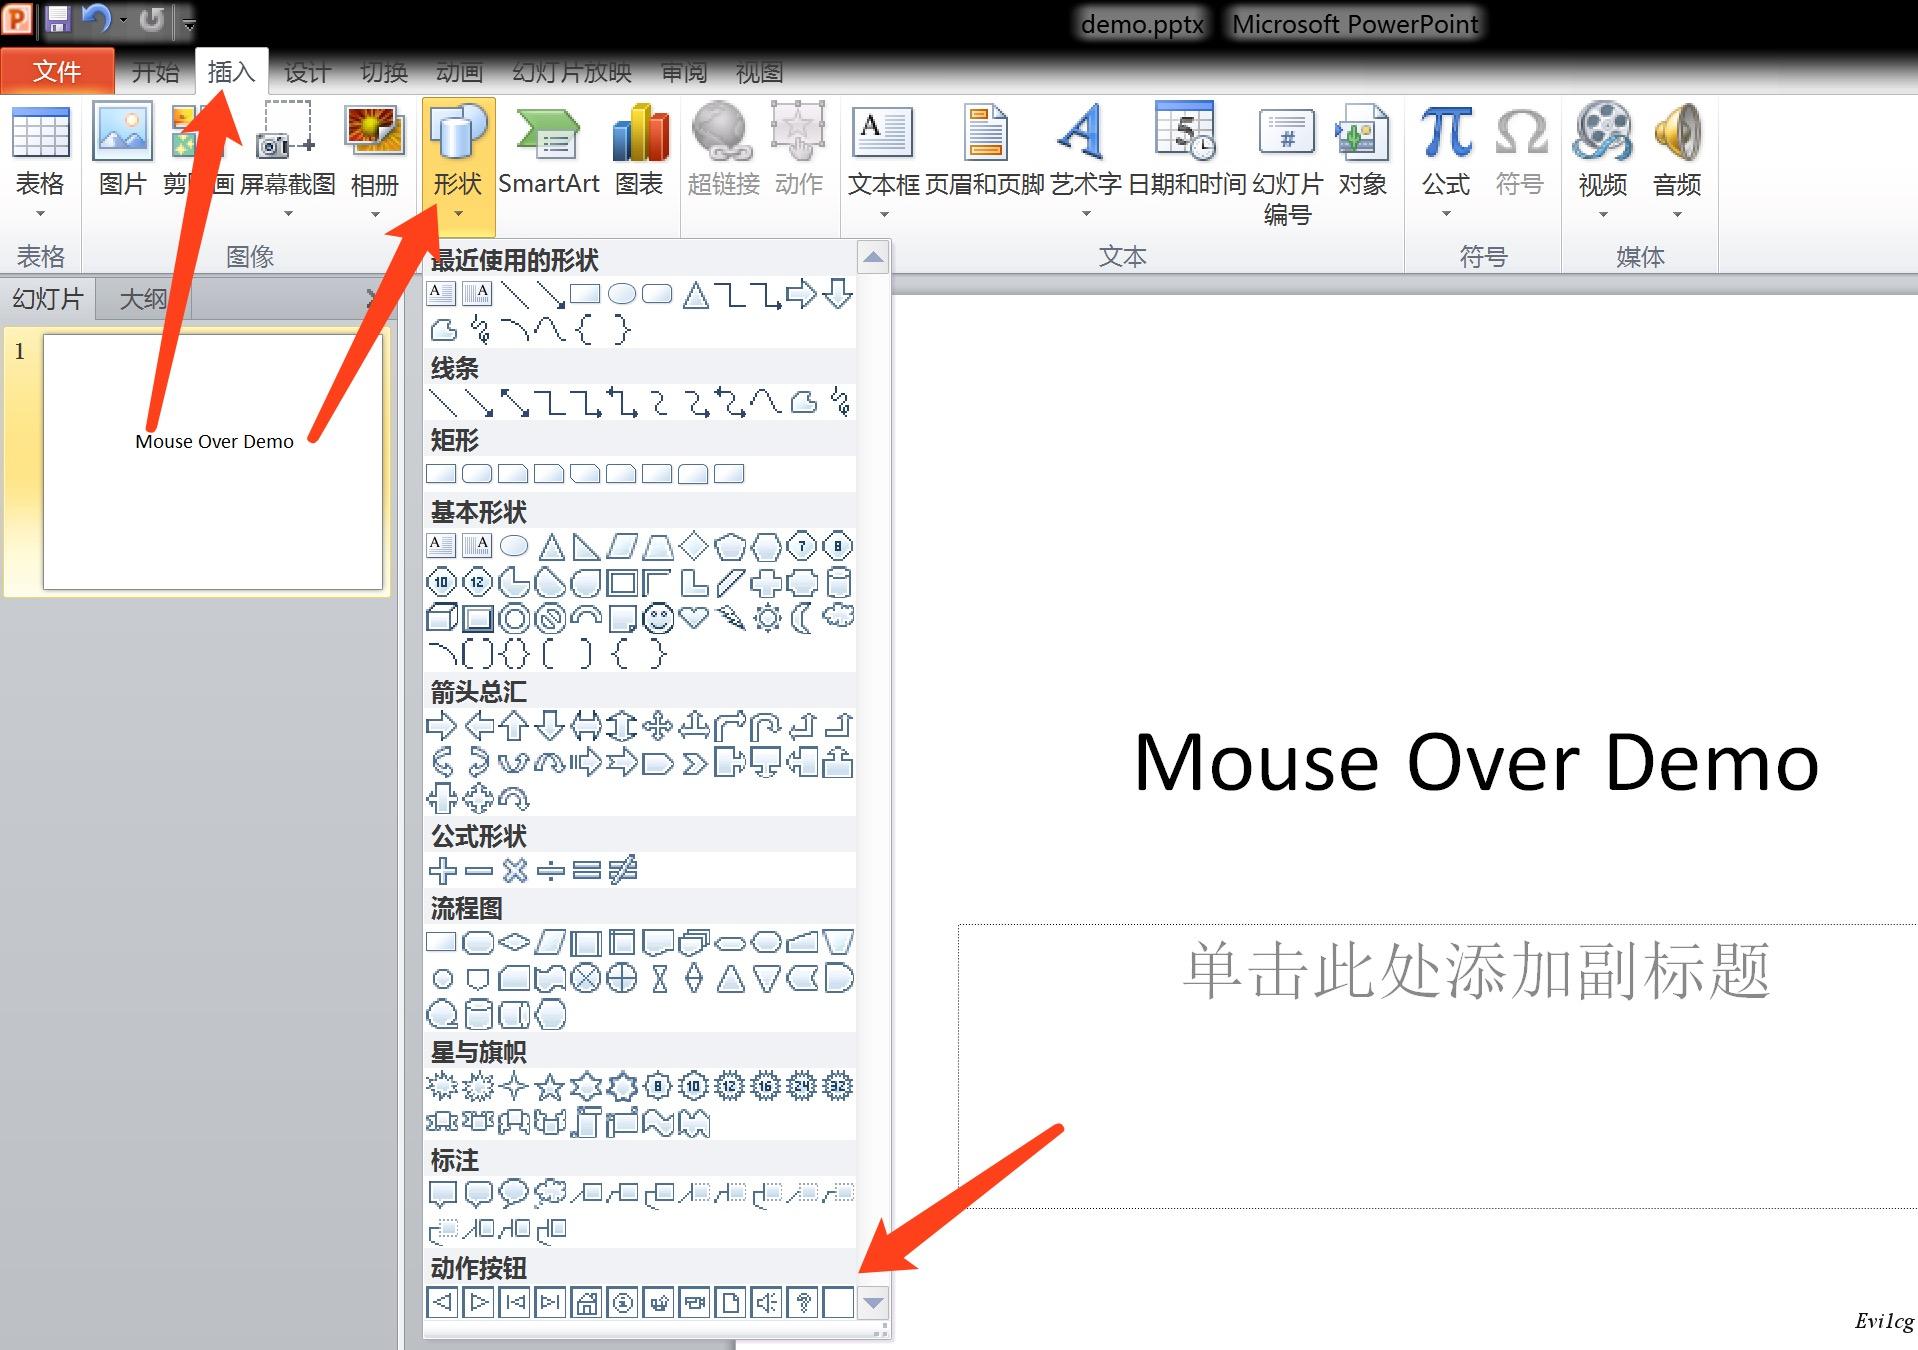 demo.pptx Microsoft PowerPoint
文件 开始 插入 设计 切换 动画 幻灯片放映 审阅 视图
表格 图片 屏幕截图 相册 形状 SmartArt 图表 超链接 动作 文本框 页眉和页脚 艺术字 日期和时间 幻灯片编号 对象 公式 符号 视频 音频
表格 图像 文本 符号 媒体
幻灯片 大纲
1
Mouse Over Demo
最近使用的形状
线条
矩形
基本形状
箭头总汇
公式形状
流程图
星与旗帜
标注
动作按钮
Mouse Over Demo
单击此处添加副标题
Evi1cg